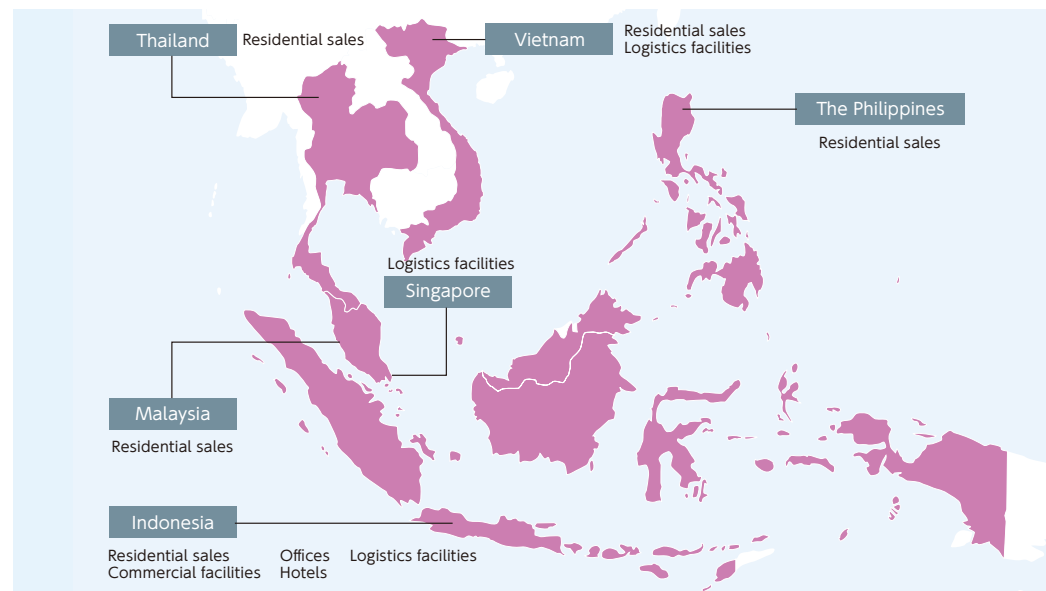 Thailand
Residential sales
Vietnam
Residential sales
Logistics facilities
The Philippines
Residential sales
Logistics facilities
Singapore
Malaysia
Residential sales
Indonesia
Residential sales Offices Logistics facilities
Commercial facilities Hotels